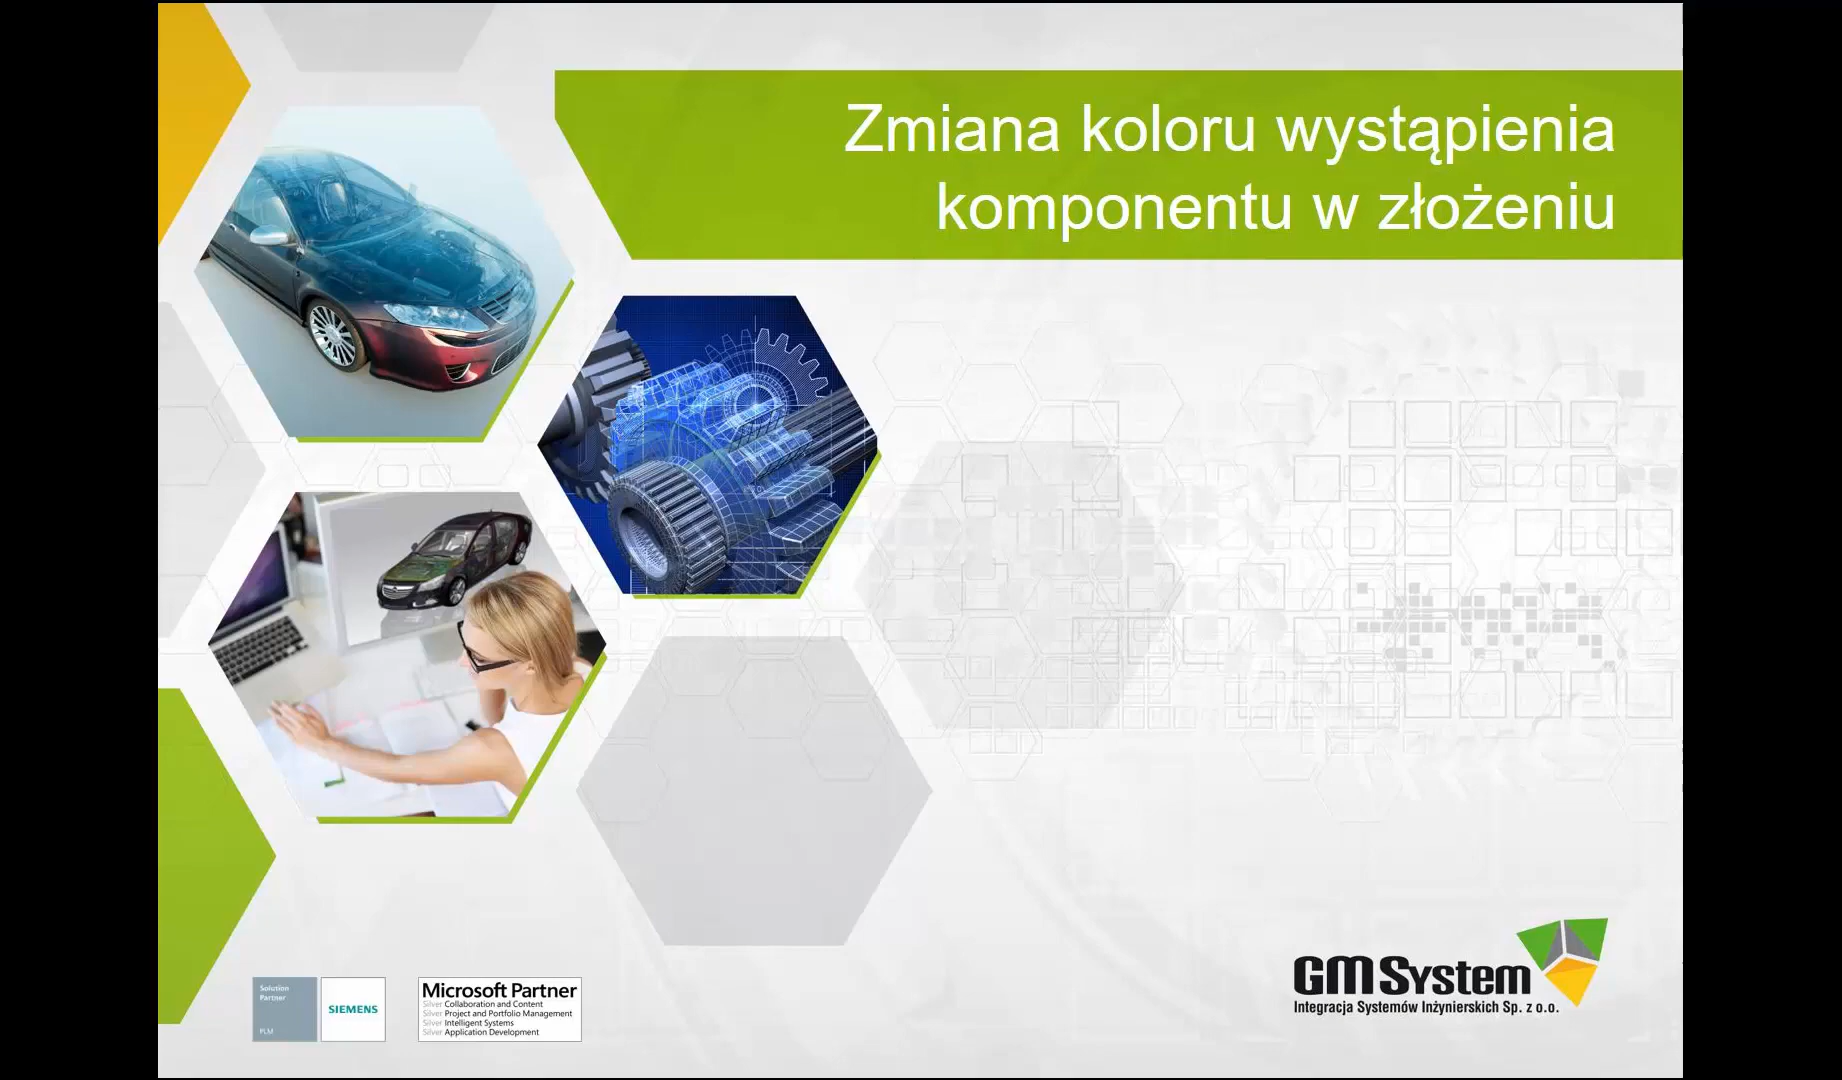 Zmiana koloru wystąpienia
komponentu w złożeniu
Solution
Partner
PLM
SIEMENS
Microsoft Partner
Silver Collaboration and Content
Silver Project and Portfolio Management
Silver Intelligent Systems
Silver Application Development
GM System
Integracja Systemów Inżynierskich Sp. z o.o.